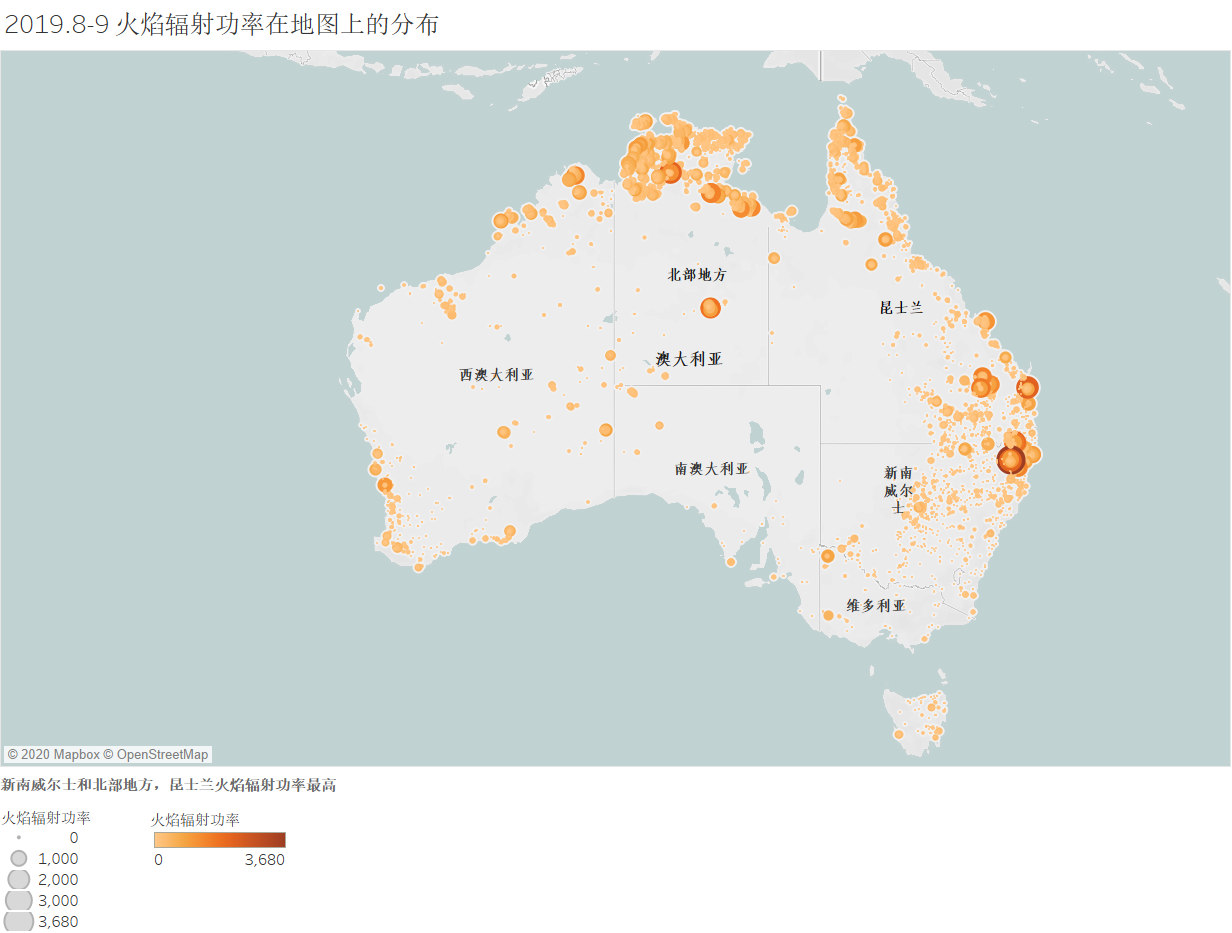 2019.8-9 火焰辐射功率在地图上的分布
北部地方
昆士兰
澳大利亚
西澳大利亚
南澳大利亚
新南
威尔
士
维多利亚
© 2020 Mapbox © OpenStreetMap
新南威尔士和北部地方，昆士兰火焰辐射功率最高
火焰辐射功率
0
1,000
2,000
3,000
3,680
火焰辐射功率
0 3,680